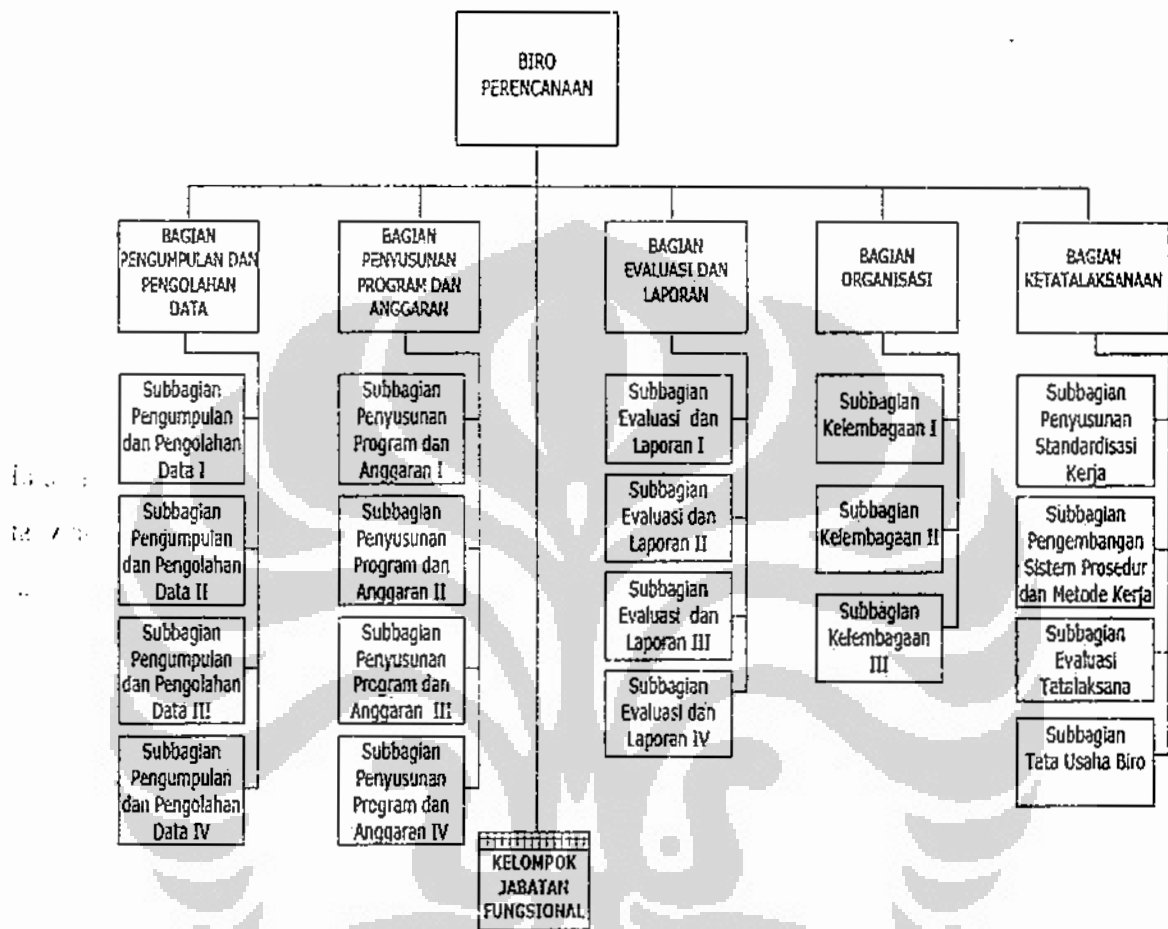 BIRO
PERENCANAAN
BAGIAN
PENGUMPULAN DAN
PENGOLAHAN
DATA
BAGIAN
PENYUSUNAN
PROGRAM DAN
ANGGARAN
BAGIAN
EVALUASI DAN
LAPORAN
BAGIAN
ORGANISASI
BAGIAN
KETATALAKSANAAN
Subbagian
Pengumpulan
dan Pengolahan
Data I
Subbagian
Pengumpulan
dan Pengolahan
Data II
Subbagian
Pengumpulan
dan Pengolahan
Data III
Subbagian
Pengumpulan
dan Pengolahan
Data IV
Subbagian
Penyusunan
Program dan
Anggaran I
Subbagian
Penyusunan
Program dan
Anggaran II
Subbagian
Penyusunan
Program dan
Anggaran III
Subbagian
Penyusunan
Program dan
Anggaran IV
Subbagian
Evaluasi dan
Laporan I
Subbagian
Evaluasi dan
Laporan II
Subbagian
Evaluasi dan
Laporan III
Subbagian
Evaluasi dan
Laporan IV
Subbagian
Kelembagaan I
Subbagian
Kelembagaan II
Subbagian
Kelembagaan
III
Subbagian
Penyusunan
Standardisasi
Kerja
Subbagian
Pengembangan
Sistem Prosedur
dan Metode Kerja
Subbagian
Evaluasi
Tatalaksana
Subbagian
Tata Usaha Biro
KELOMPOK
JABATAN
FUNGSIONAL